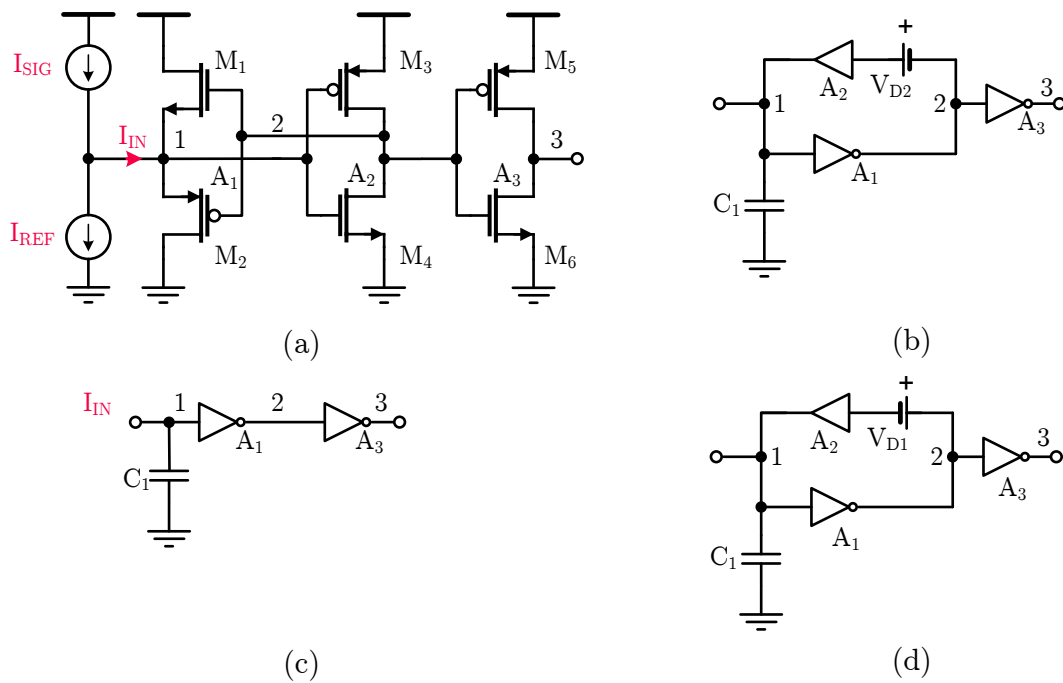 I_SIG
I_REF
I_IN
1
M_1
M_2
A_1
2
M_3
A_2
M_4
M_5
A_3
M_6
3
(a)
1
A_2
V_D2
+
2
3
A_3
A_1
C_1
(b)
I_IN
1
2
3
A_1
A_3
C_1
(c)
1
A_2
V_D1
+
2
3
A_3
A_1
C_1
(d)